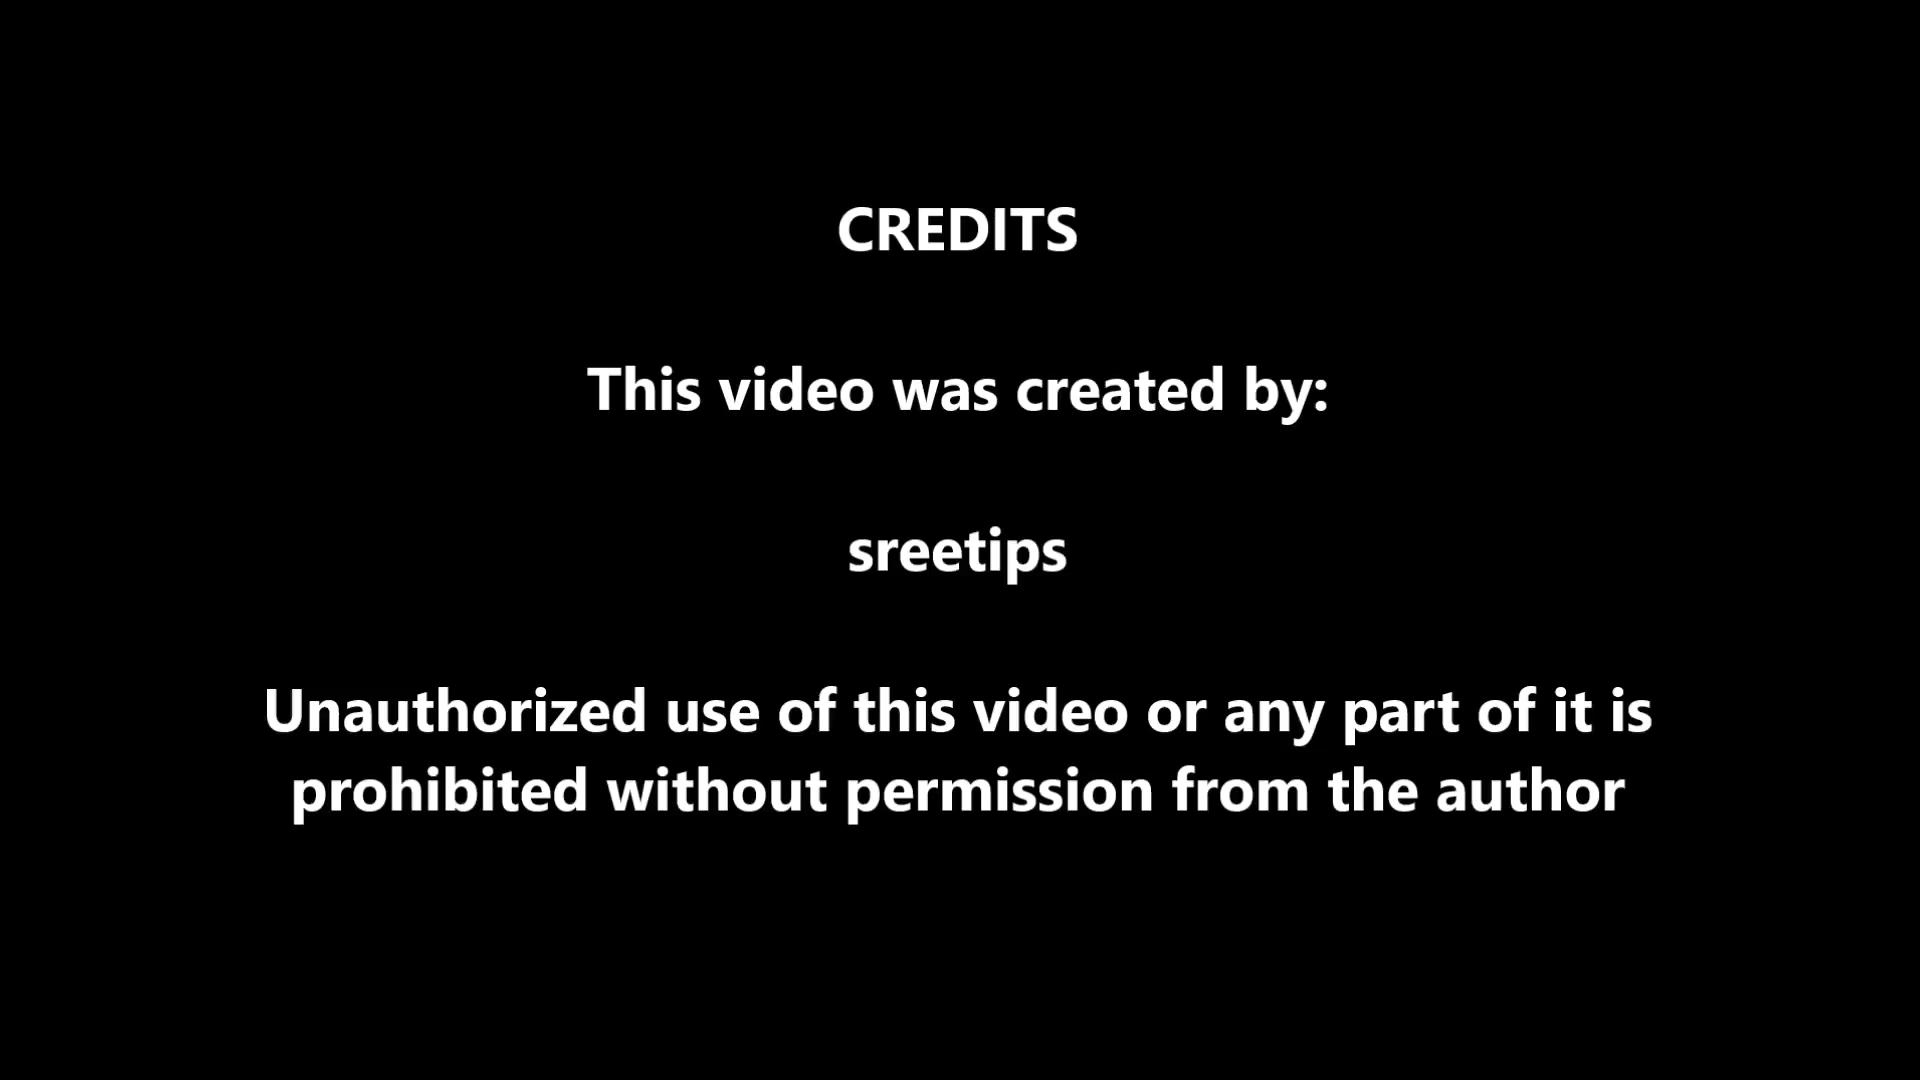 CREDITS
This video was created by:
sreetips
Unauthorized use of this video or any part of it is
prohibited without permission from the author